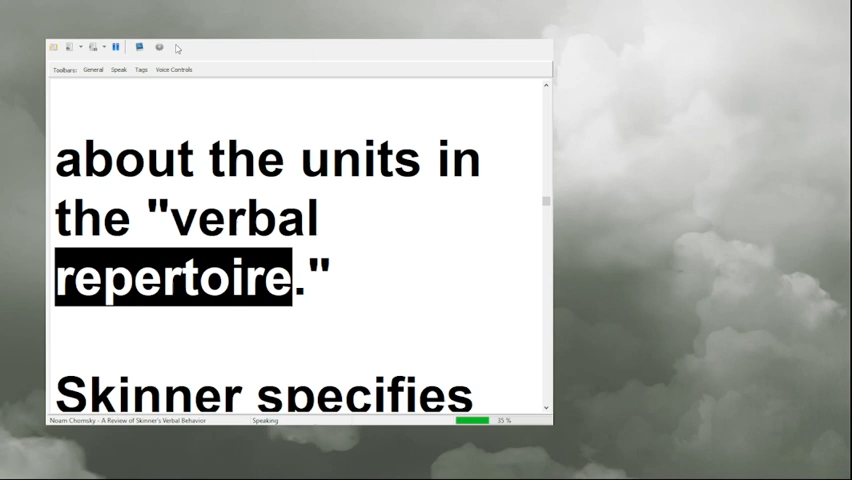 Toolbars: General Speak Tags Voice Controls
about the units in
the "verbal
repertoire."
Skinner specifies
Noam Chomsky - A Review of Skinner's Verbal Behavior Speaking 35 %